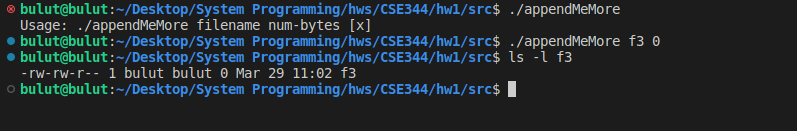 bulut@bulut:~/Desktop/System Programming/hws/CSE344/hw1/src$ ./appendMeMore
Usage: ./appendMeMore filename num-bytes [x]
bulut@bulut:~/Desktop/System Programming/hws/CSE344/hw1/src$ ./appendMeMore f3 0
bulut@bulut:~/Desktop/System Programming/hws/CSE344/hw1/src$ ls -l f3
-rw-rw-r-- 1 bulut bulut 0 Mar 29 11:02 f3
bulut@bulut:~/Desktop/System Programming/hws/CSE344/hw1/src$